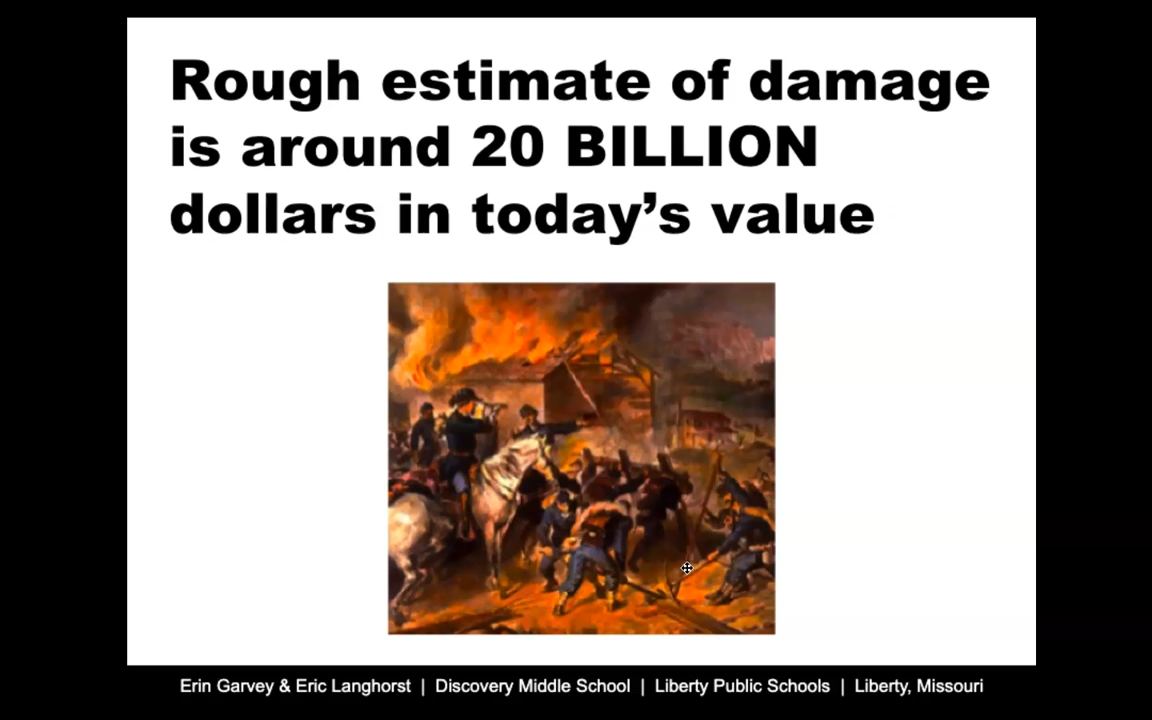 Rough estimate of damage
is around 20 BILLION
dollars in today’s value
Erin Garvey & Eric Langhorst | Discovery Middle School | Liberty Public Schools | Liberty, Missouri